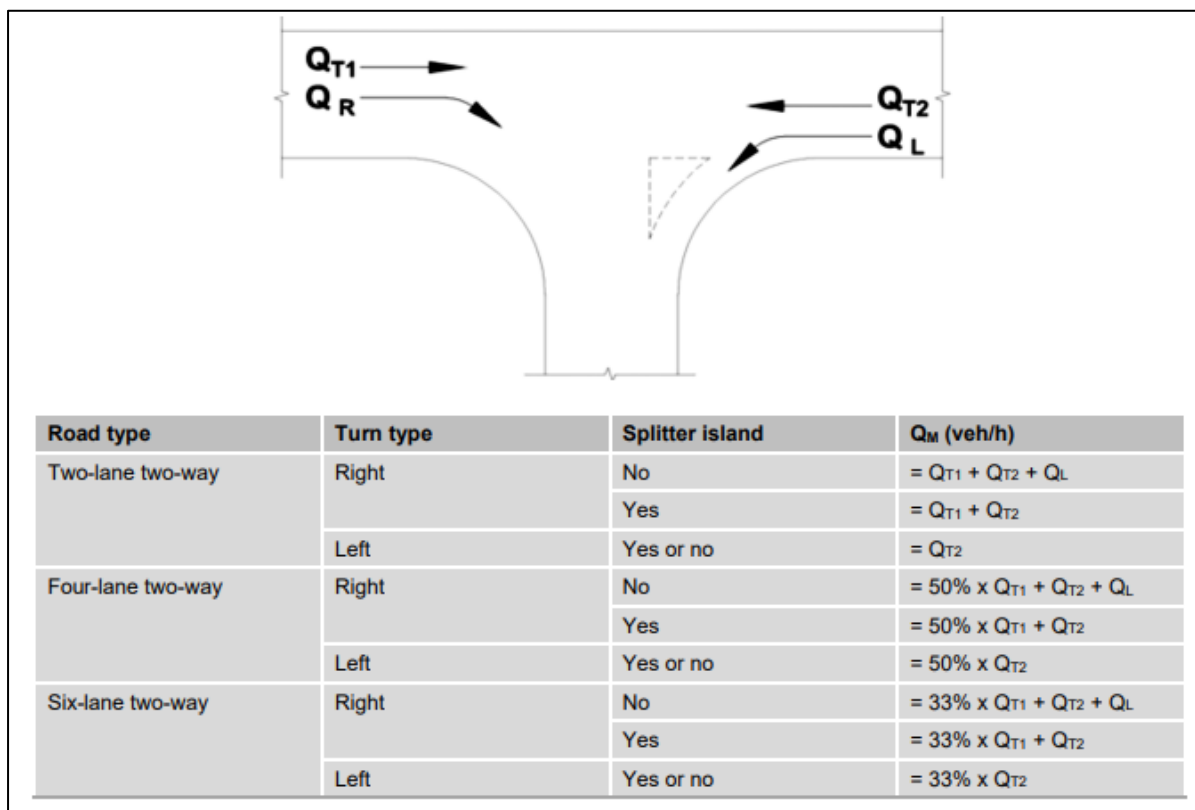 QT1
QT2
QR
QL
Road type Turn type Splitter island QM (veh/h)
Two-lane two-way Right No = QT1 + QT2 + QL
Yes = QT1 + QT2
Left Yes or no = QT2
Four-lane two-way Right No = 50% x QT1 + QT2 + QL
Yes = 50% x QT1 + QT2
Left Yes or no = 50% x QT2
Six-lane two-way Right No = 33% x QT1 + QT2 + QL
Yes = 33% x QT1 + QT2
Left Yes or no = 33% x QT2